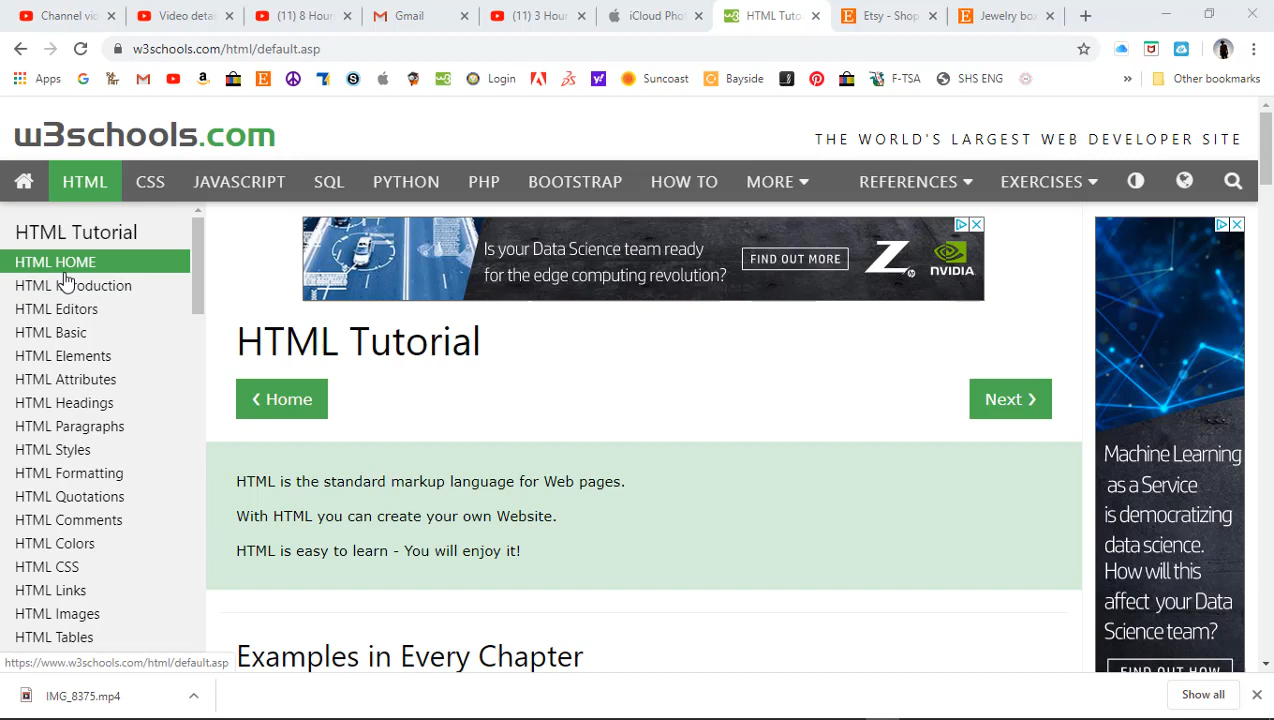 Channel vi
Video deta
(11) 8 Hour
Gmail
(11) 3 Hour
iCloud Pho
HTML Tuto
Etsy - Shop
Jewelry bo
w3schools.com/html/default.asp
Apps
Login
Suncoast
Bayside
F-TSA
SHS ENG
»
Other bookmarks
w3schools.com
THE WORLD'S LARGEST WEB DEVELOPER SITE
HTML CSS JAVASCRIPT SQL PYTHON PHP BOOTSTRAP HOW TO MORE REFERENCES EXERCISES
HTML Tutorial
HTML HOME
HTML Introduction
HTML Editors
HTML Basic
HTML Elements
HTML Attributes
HTML Headings
HTML Paragraphs
HTML Styles
HTML Formatting
HTML Quotations
HTML Comments
HTML Colors
HTML CSS
HTML Links
HTML Images
HTML Tables
https://www.w3schools.com/html/default.asp
Is your Data Science team ready
for the edge computing revolution?
FIND OUT MORE
Z hp
NVIDIA.
HTML Tutorial
❮ Home
Next ❯
HTML is the standard markup language for Web pages.
With HTML you can create your own Website.
HTML is easy to learn - You will enjoy it!
Examples in Every Chapter
Machine Learning
as a Service
is democratizing
data science.
How will this
affect your Data
Science team?
FIND OUT HOW
IMG_8375.mp4
Show all